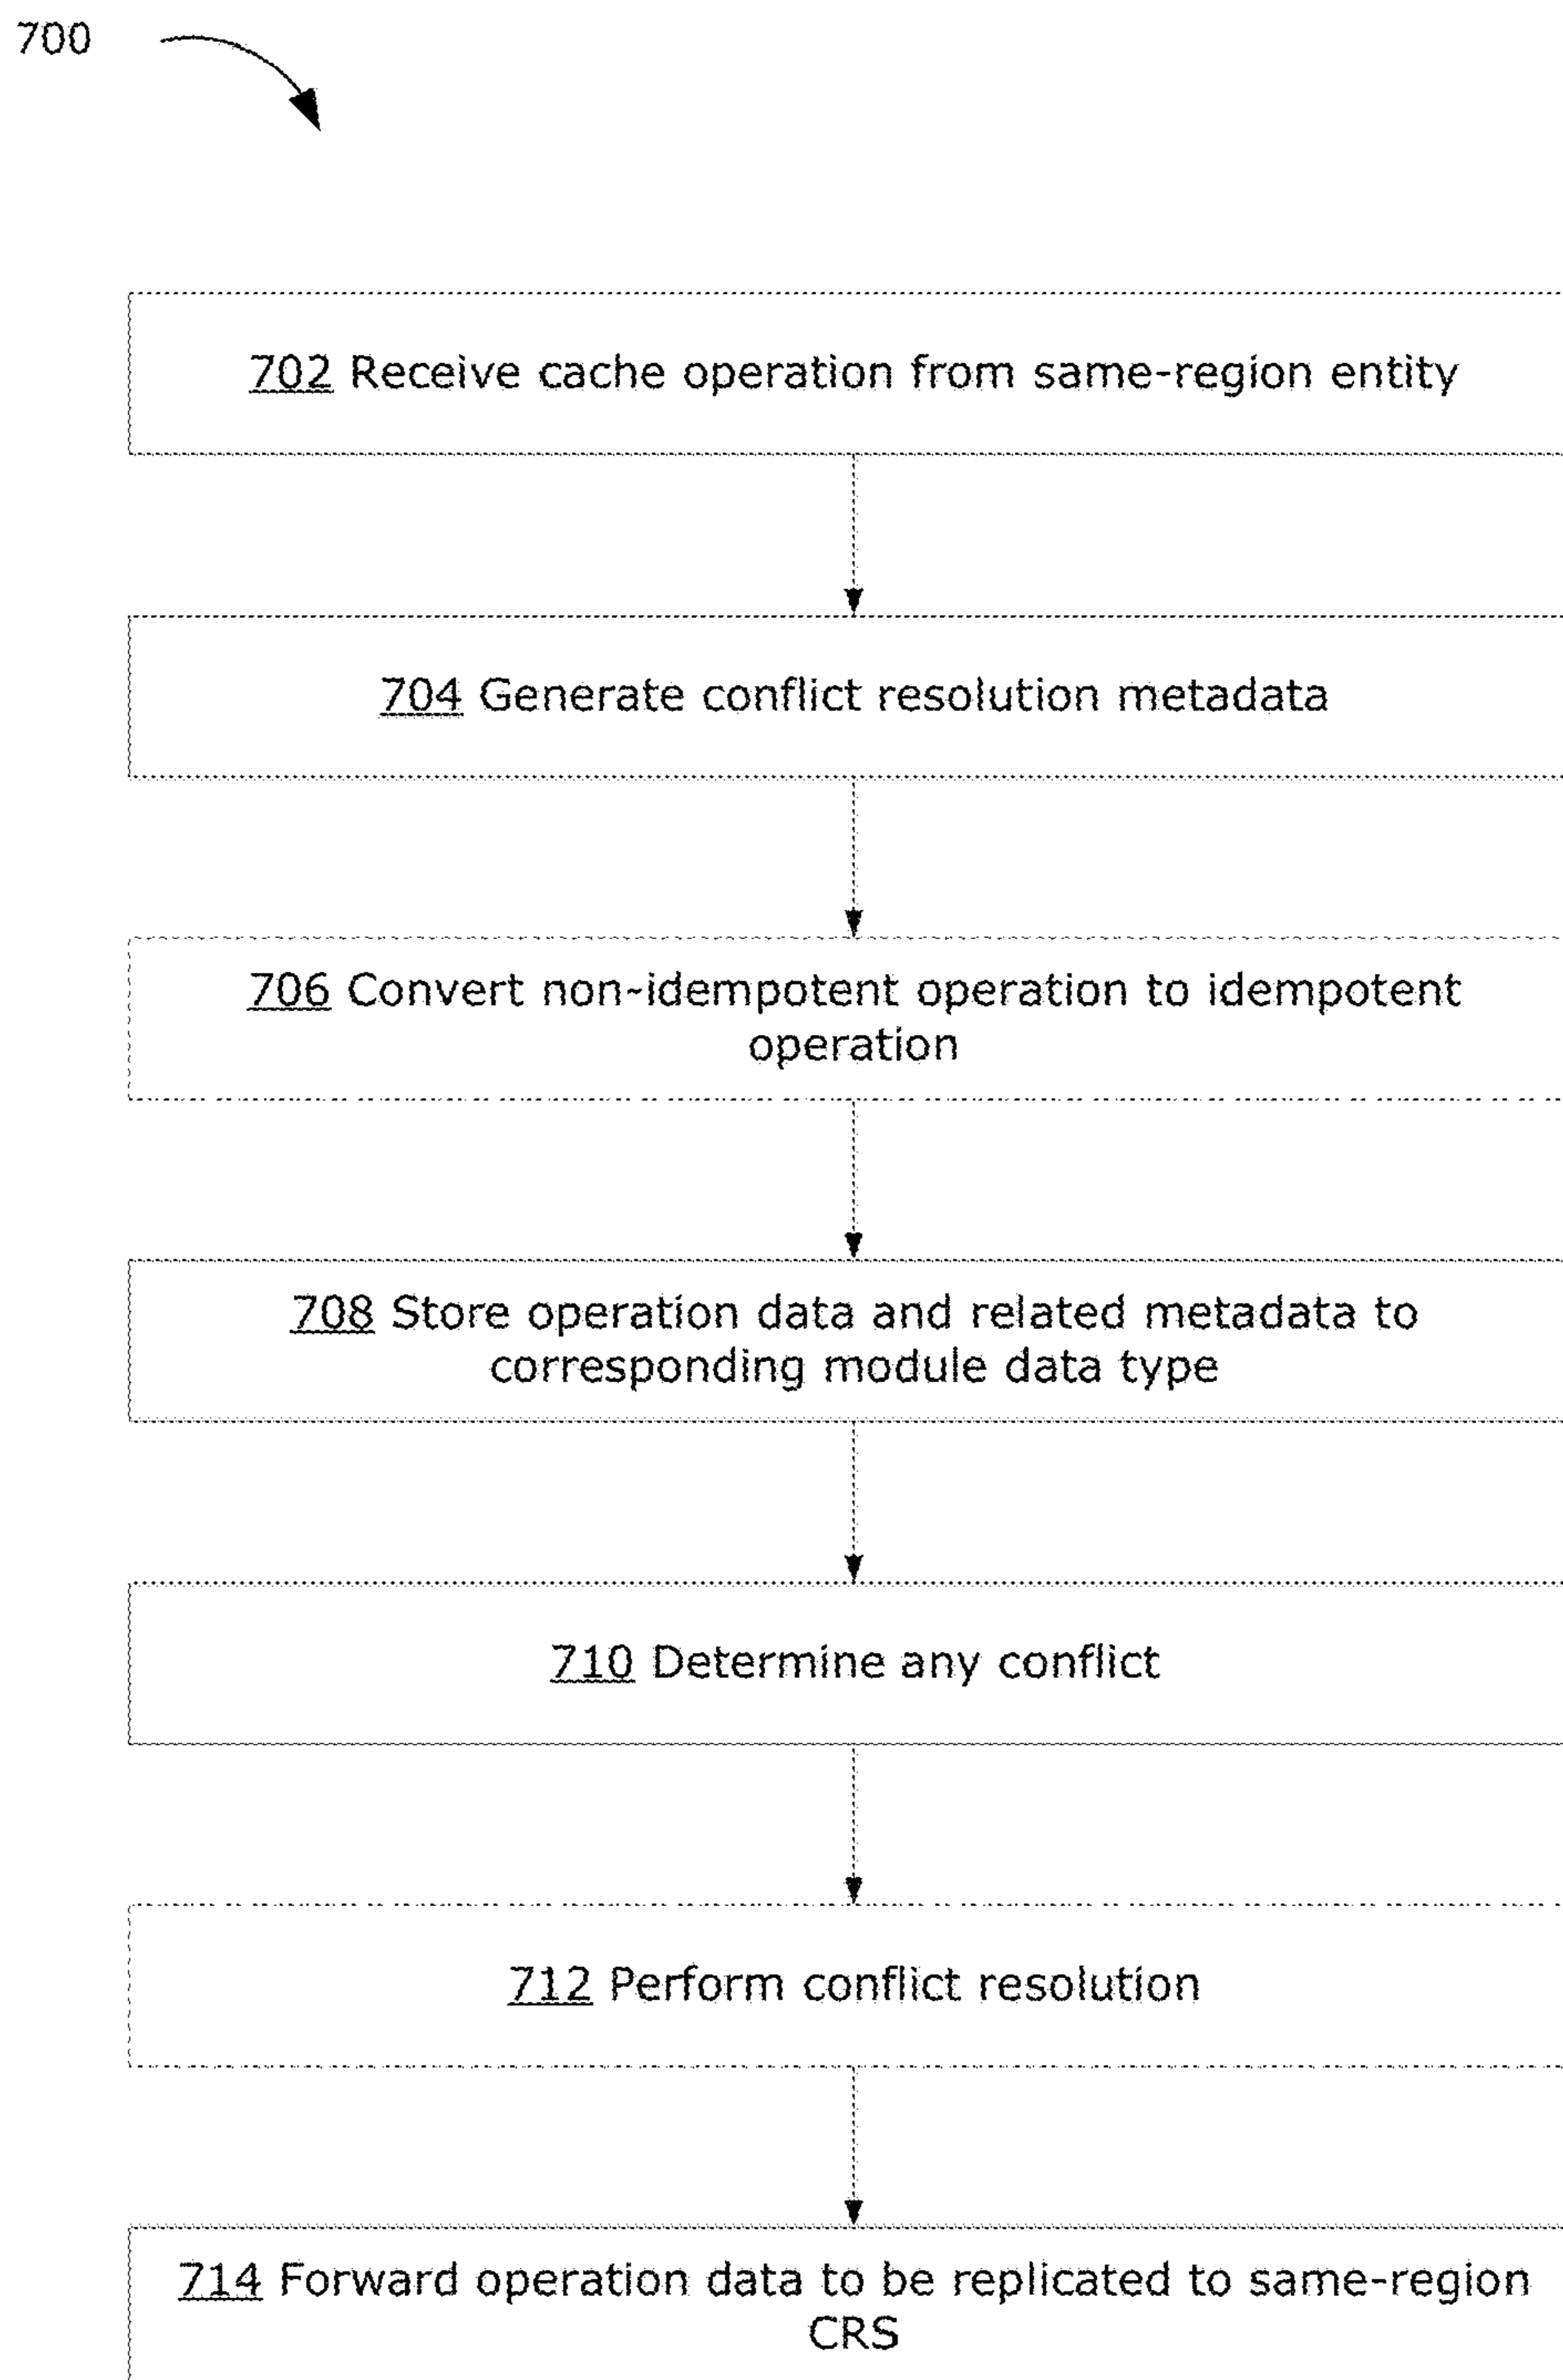 700
702 Receive cache operation from same-region entity
704 Generate conflict resolution metadata
706 Convert non-idempotent operation to idempotent
operation
708 Store operation data and related metadata to
corresponding module data type
710 Determine any conflict
712 Perform conflict resolution
714 Forward operation data to be replicated to same-region
CRS